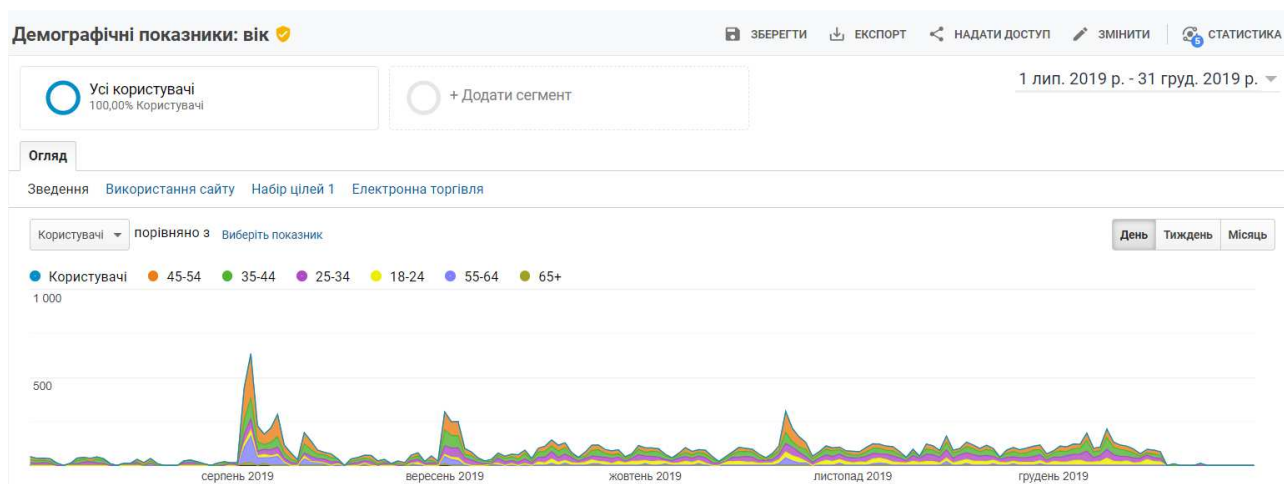 Демографічні показники: вік
ЗБЕРЕГТИ ЕКСПОРТ НАДАТИ ДОСТУП ЗМІНИТИ 5 СТАТИСТИКА
Усі користувачі
100,00% Користувачі
+ Додати сегмент
1 лип. 2019 р. - 31 груд. 2019 р.
Огляд
Зведення Використання сайту Набір цілей 1 Електронна торгівля
Користувачі порівняно з Виберіть показник
День Тиждень Місяць
Користувачі 45-54 35-44 25-34 18-24 55-64 65+
1 000
500
серпень 2019 вересень 2019 жовтень 2019 листопад 2019 грудень 2019